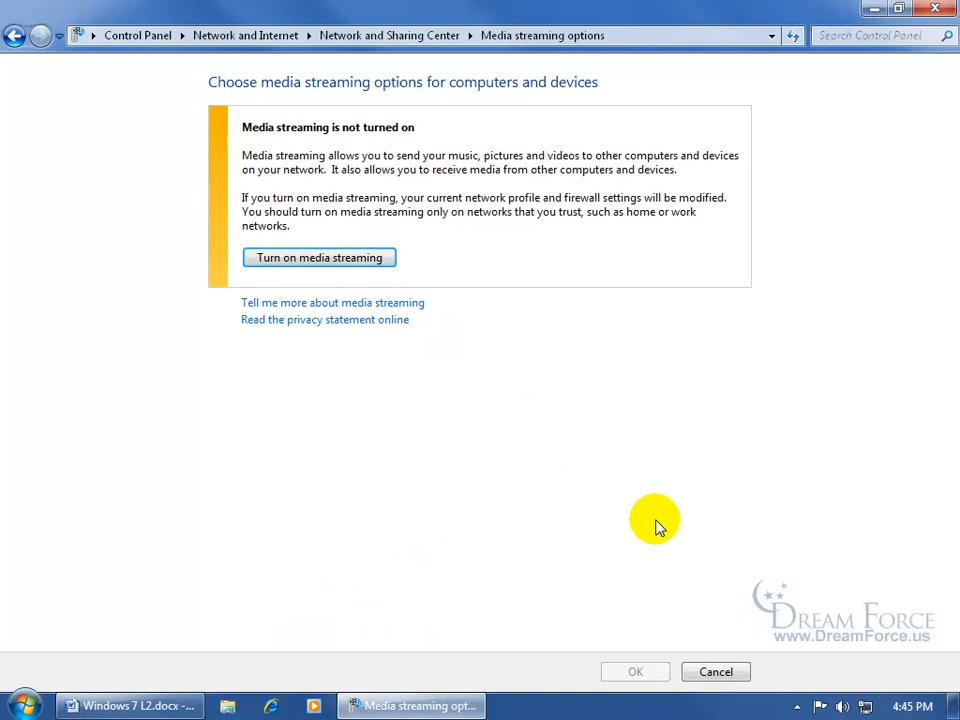 Control Panel Network and Internet Network and Sharing Center Media streaming options Search Control Panel
Choose media streaming options for computers and devices
Media streaming is not turned on
Media streaming allows you to send your music, pictures and videos to other computers and devices
on your network. It also allows you to receive media from other computers and devices.
If you turn on media streaming, your current network profile and firewall settings will be modified.
You should turn on media streaming only on networks that you trust, such as home or work
networks.
Turn on media streaming
Tell me more about media streaming
Read the privacy statement online
DREAM FORCE
www.DreamForce.us
OK Cancel
Windows 7 L2.docx -... Media streaming opt... 4:45 PM